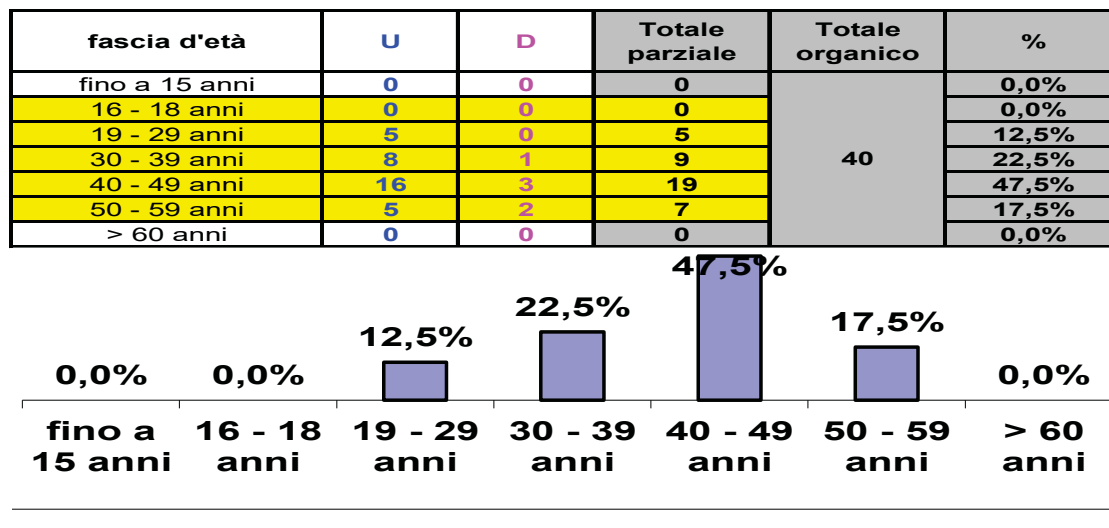 fascia d'età U D Totale parziale Totale organico %
fino a 15 anni 0 0 0 0,0%
16 - 18 anni 0 0 0 0,0%
19 - 29 anni 5 0 5 12,5%
30 - 39 anni 8 1 9 40 22,5%
40 - 49 anni 16 3 19 47,5%
50 - 59 anni 5 2 7 17,5%
> 60 anni 0 0 0 0,0%
47,5%
22,5%
12,5% 17,5%
0,0% 0,0% 0,0%
fino a 16 - 18 19 - 29 30 - 39 40 - 49 50 - 59 > 60
15 anni anni anni anni anni anni anni